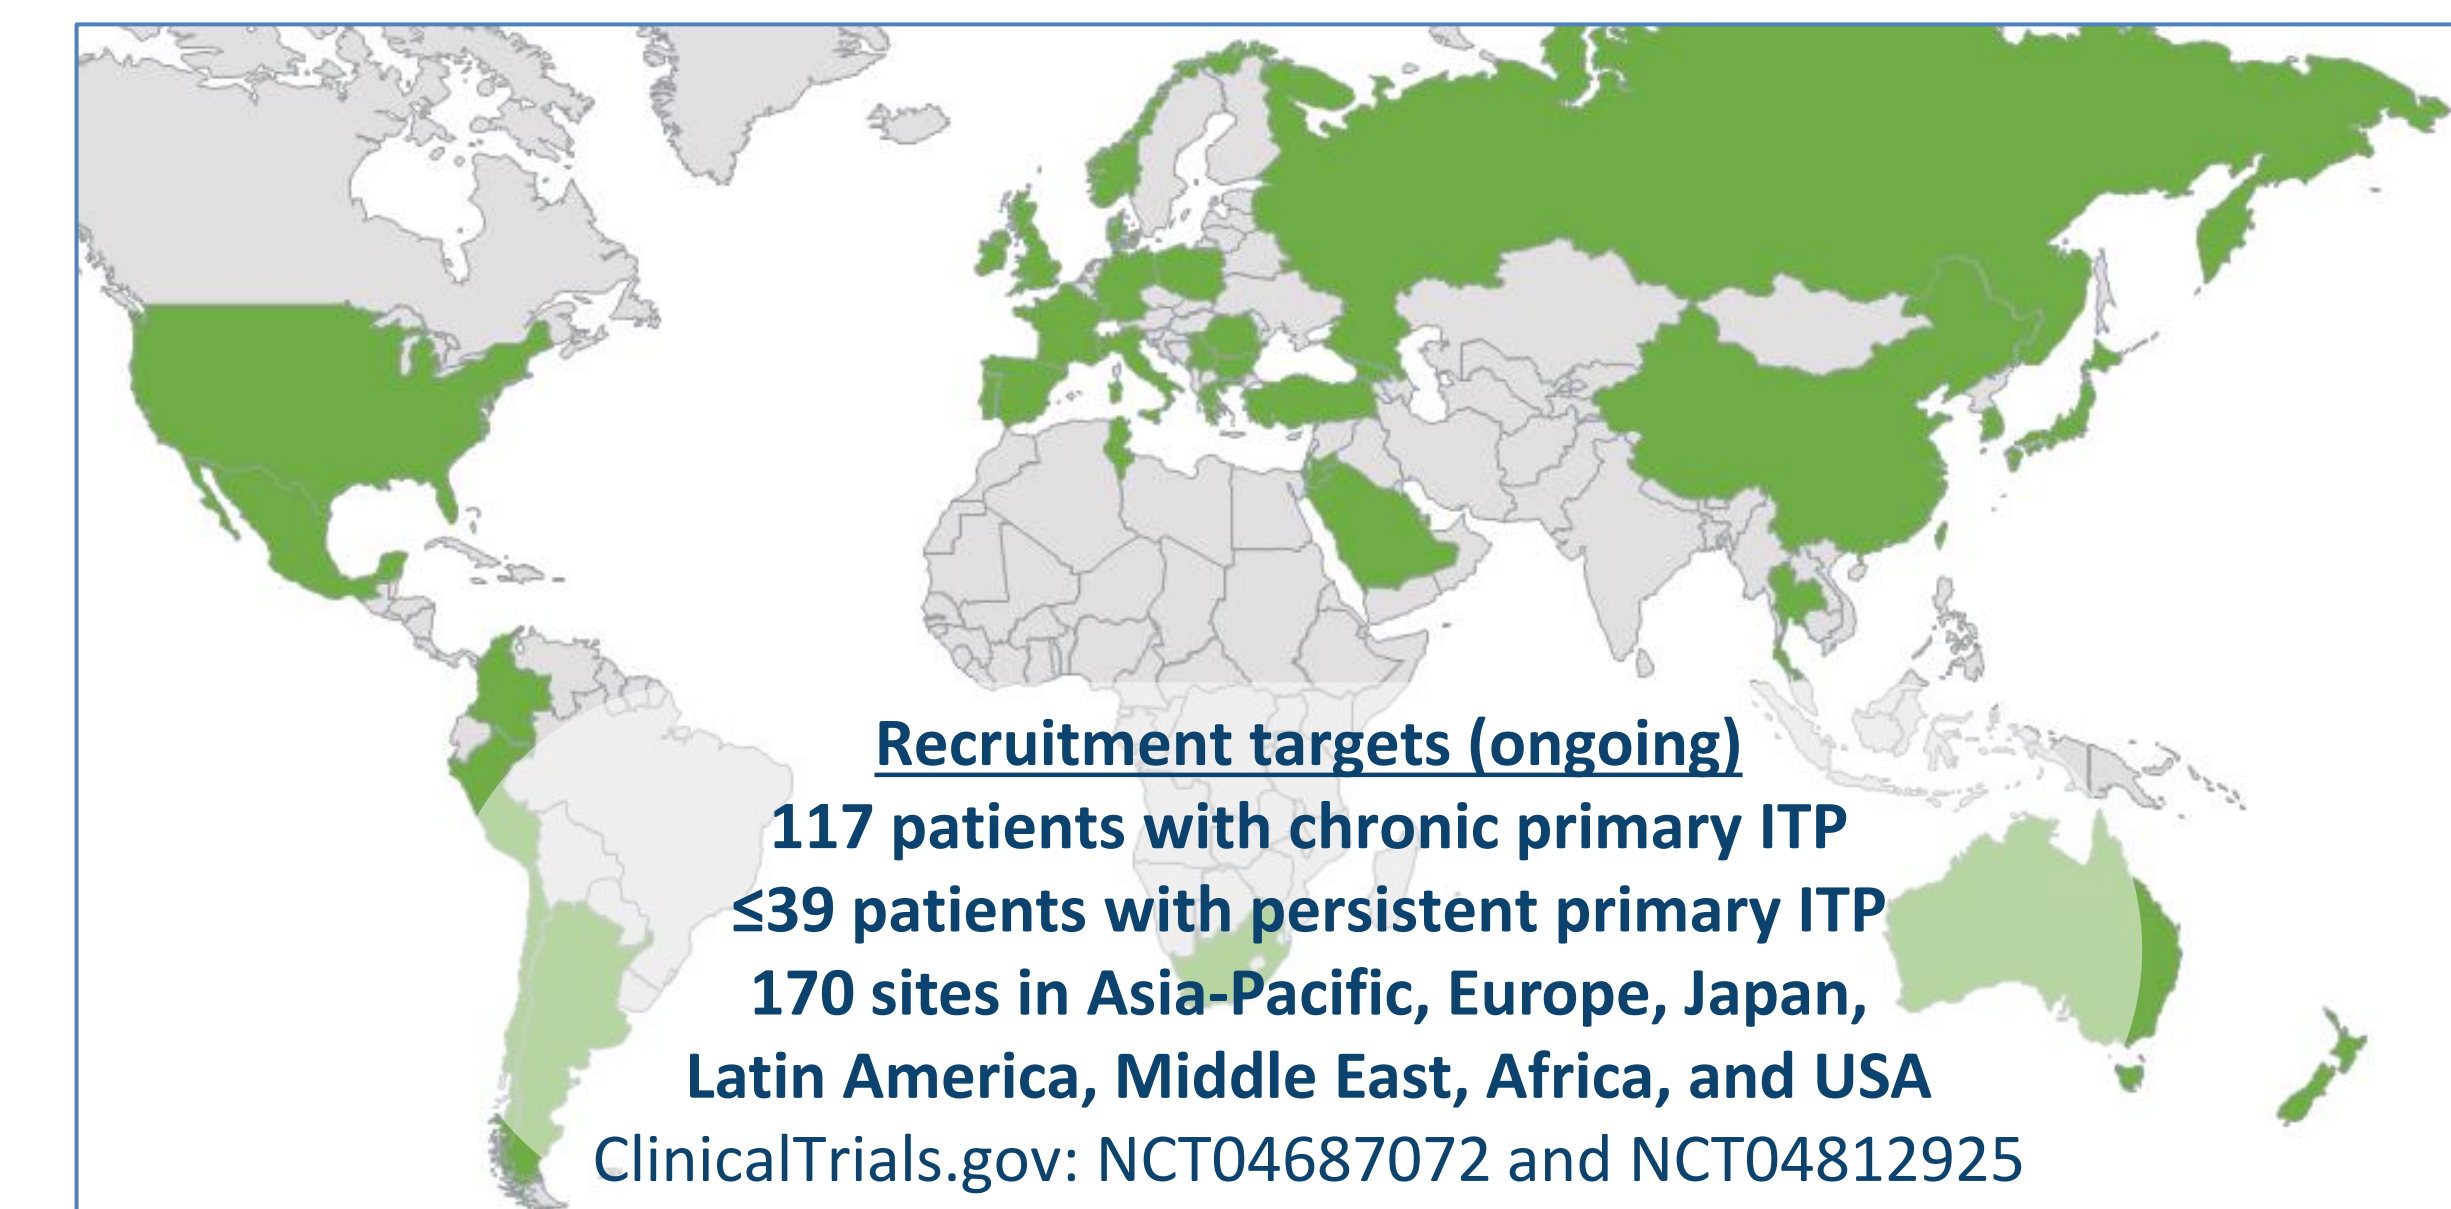 Recruitment targets (ongoing)
117 patients with chronic primary ITP
≤39 patients with persistent primary ITP
170 sites in Asia-Pacific, Europe, Japan,
Latin America, Middle East, Africa, and USA
ClinicalTrials.gov: NCT04687072 and NCT04812925